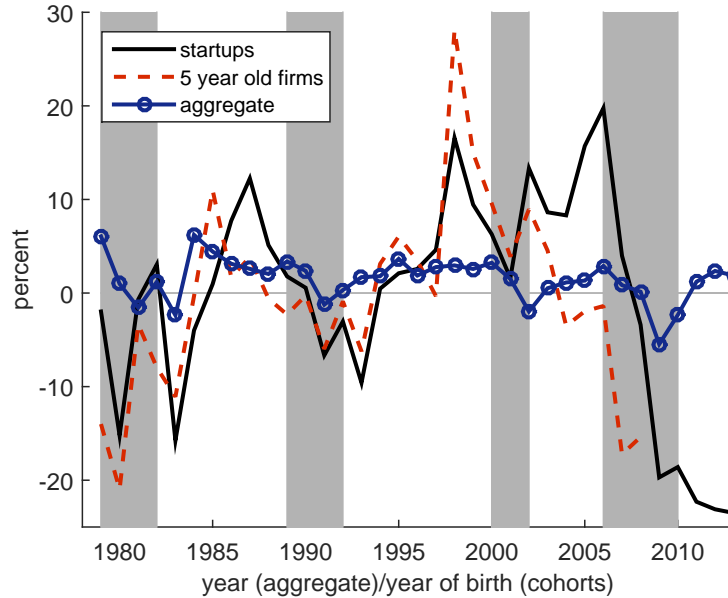 startups
5 year old firms
aggregate
30
20
10
0
-10
-20
percent
1980 1985 1990 1995 2000 2005 2010
year (aggregate)/year of birth (cohorts)